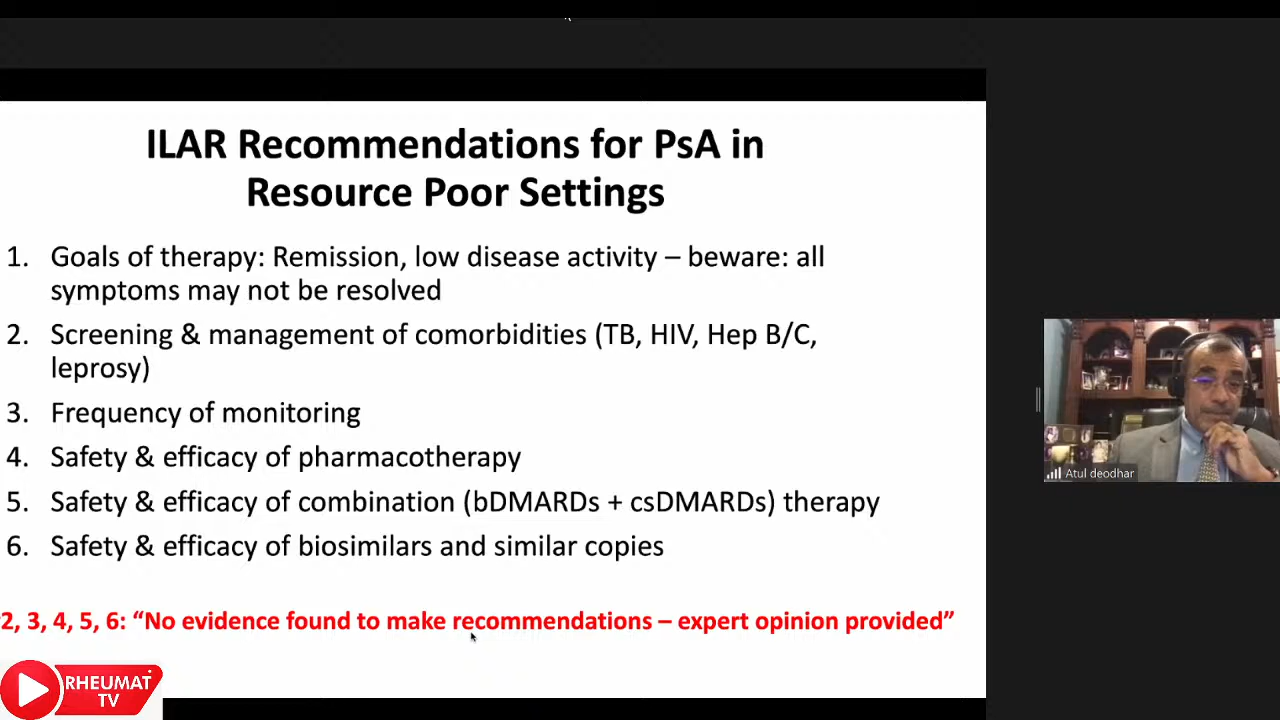 ILAR Recommendations for PsA in
Resource Poor Settings
1. Goals of therapy: Remission, low disease activity – beware: all
symptoms may not be resolved
2. Screening & management of comorbidities (TB, HIV, Hep B/C,
leprosy)
3. Frequency of monitoring
4. Safety & efficacy of pharmacotherapy
5. Safety & efficacy of combination (bDMARDs + csDMARDs) therapy
6. Safety & efficacy of biosimilars and similar copies
2, 3, 4, 5, 6: “No evidence found to make recommendations – expert opinion provided”
RHEUMAT
TV
Atul deodhar